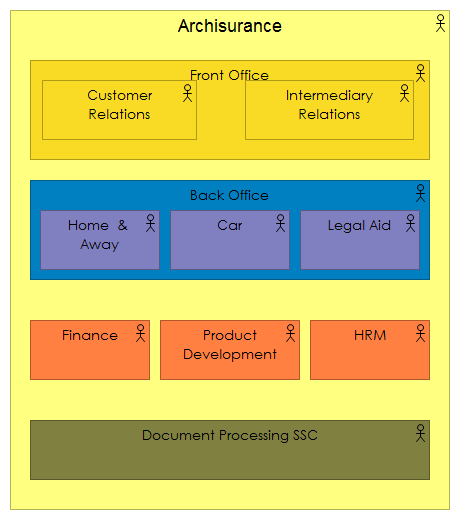 Archisurance
Front Office
Customer
Relations
Intermediary
Relations
Back Office
Home & 
Away
Car
Legal Aid
Finance
Product
Development
HRM
Document Processing SSC